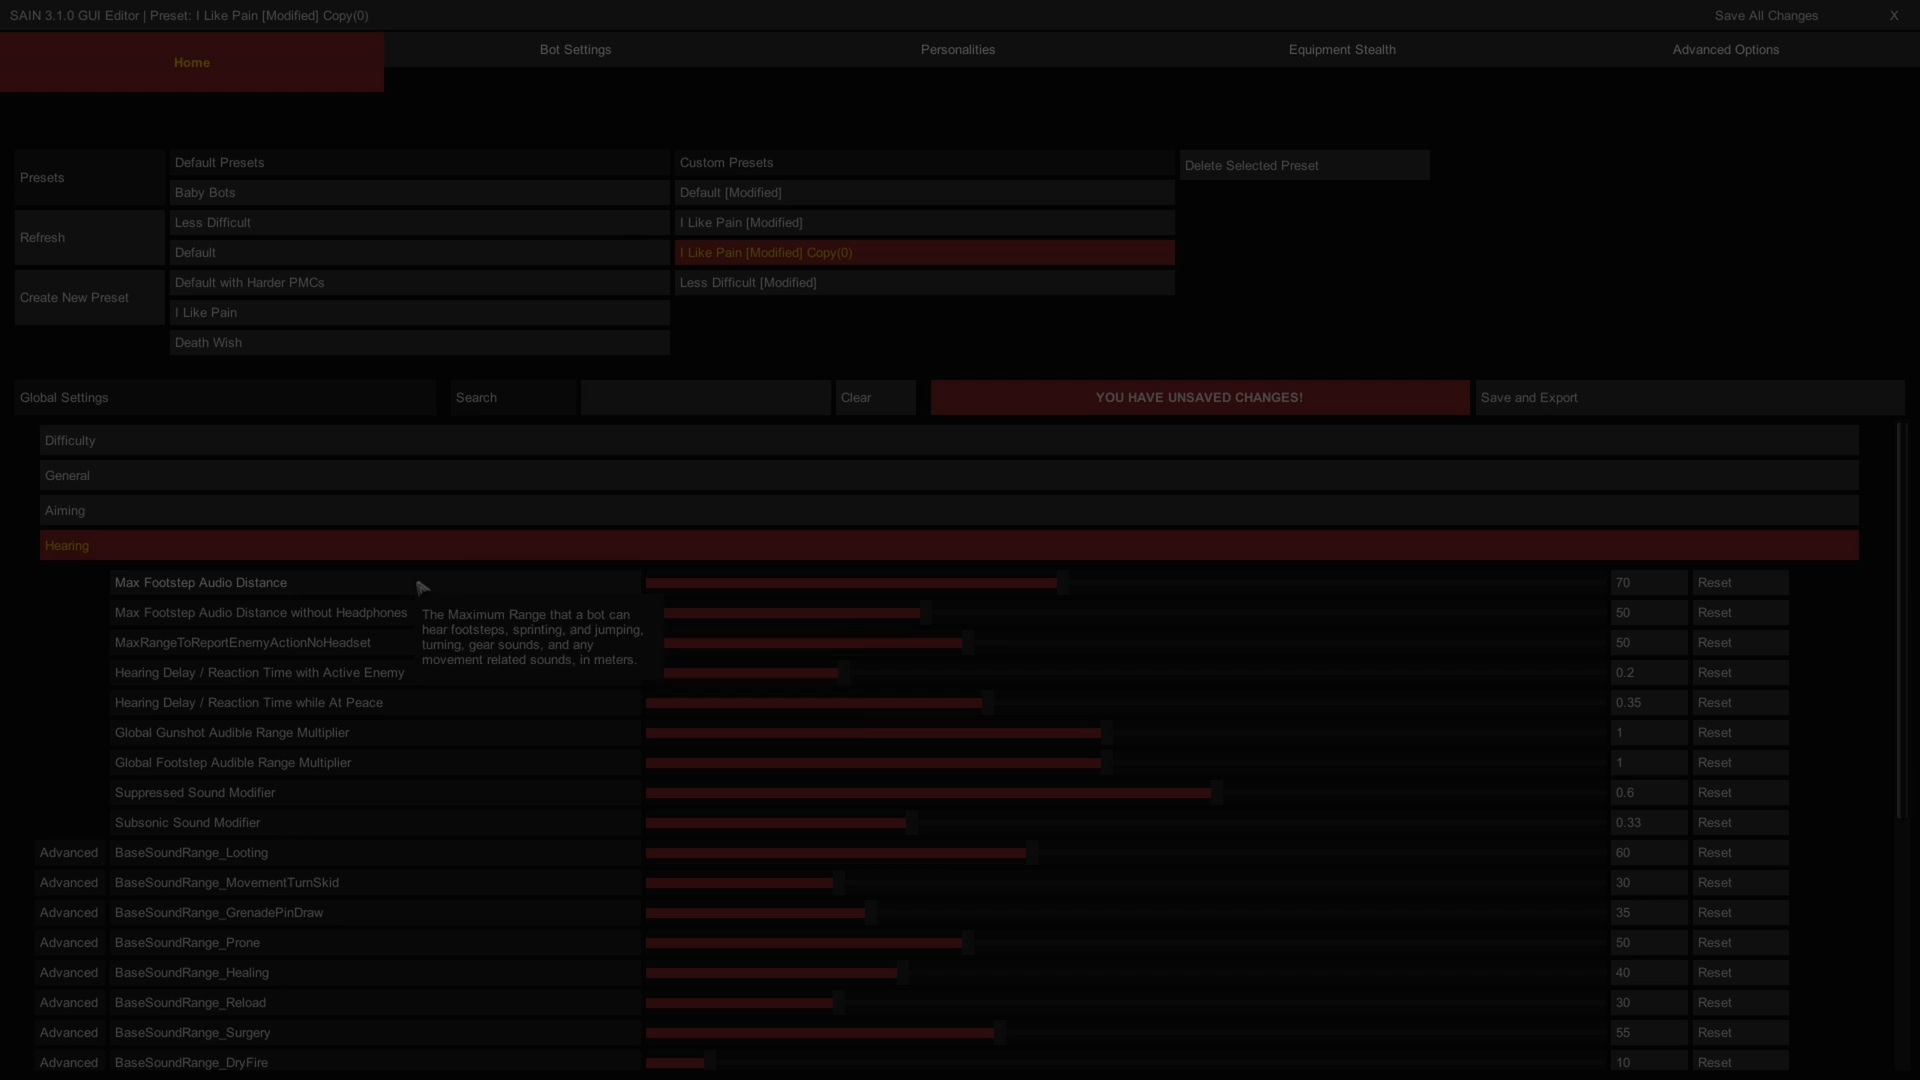 SAIN 3.1.0 GUI Editor | Preset: I Like Pain [Modified] Copy(0)
Save All Changes
X
Home
Bot Settings
Personalities
Equipment Stealth
Advanced Options
Presets
Refresh
Create New Preset
Default Presets
Baby Bots
Less Difficult
Default
Default with Harder PMCs
I Like Pain
Death Wish
Custom Presets
Default [Modified]
I Like Pain [Modified]
I Like Pain [Modified] Copy(0)
Less Difficult [Modified]
Delete Selected Preset
Global Settings
Search
Clear
YOU HAVE UNSAVED CHANGES!
Save and Export
Difficulty
General
Aiming
Hearing
Max Footstep Audio Distance 70 Reset
Max Footstep Audio Distance without Headphones 50 Reset
MaxRangeToReportEnemyActionNoHeadset 50 Reset
Hearing Delay / Reaction Time with Active Enemy 0.2 Reset
The Maximum Range that a bot can
hear footsteps, sprinting, and jumping,
turning, gear sounds, and any
movement related sounds, in meters.
Hearing Delay / Reaction Time while At Peace 0.35 Reset
Global Gunshot Audible Range Multiplier 1 Reset
Global Footstep Audible Range Multiplier 1 Reset
Suppressed Sound Modifier 0.6 Reset
Subsonic Sound Modifier 0.33 Reset
Advanced BaseSoundRange_Looting 60 Reset
Advanced BaseSoundRange_MovementTurnSkid 30 Reset
Advanced BaseSoundRange_GrenadePinDraw 35 Reset
Advanced BaseSoundRange_Prone 50 Reset
Advanced BaseSoundRange_Healing 40 Reset
Advanced BaseSoundRange_Reload 30 Reset
Advanced BaseSoundRange_Surgery 55 Reset
Advanced BaseSoundRange_DryFire 10 Reset